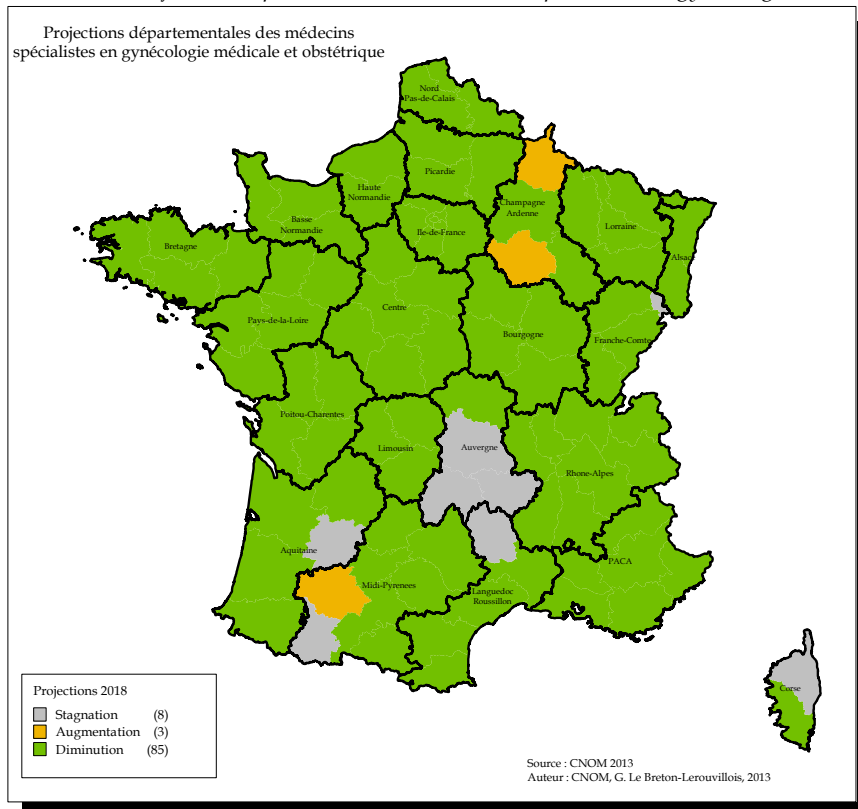 Projections départementales des médecins
spécialistes en gynécologie médicale et obstétrique
Nord
Pas-de-Calais
Picardie
Haute
Normandie
Champagne
Ardenne
Basse
Normandie
Ile-de-France
Lorraine
Alsace
Bretagne
Centre
Pays-de-la-Loire
Bourgogne
Franche-Comte
Poitou-Charentes
Limousin
Auvergne
Rhone-Alpes
Aquitaine
Midi-Pyrenees
Languedoc
Roussillon
PACA
Corse
Projections 2018
Stagnation (8)
Augmentation (3)
Diminution (85)
Source : CNOM 2013
Auteur : CNOM, G. Le Breton-Lerouvillois, 2013